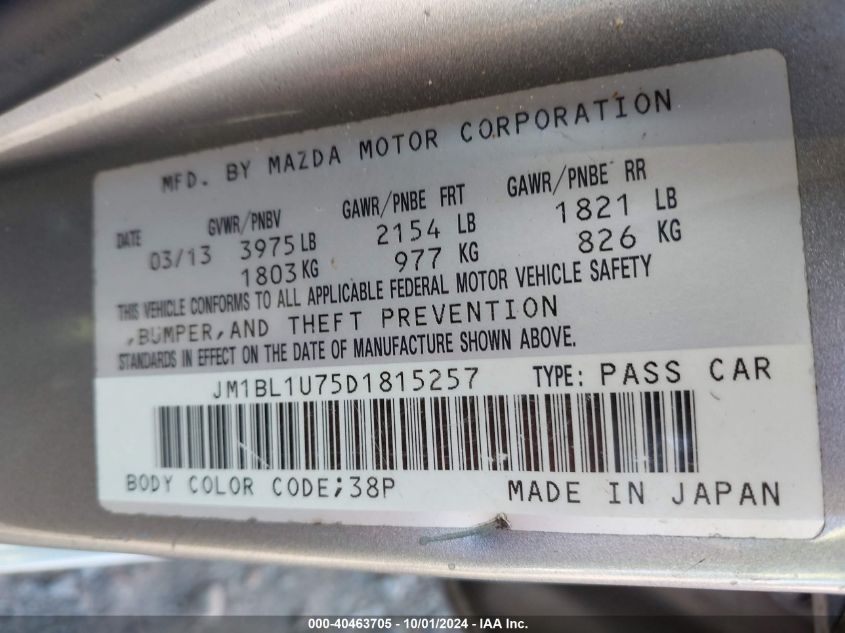 MFD. BY MAZDA MOTOR CORPORATION
DATE GVWR/PNBV GAWR/PNBE FRT GAWR/PNBE RR
03/13 3975 LB 2154 LB 1821 LB
1803 KG 977 KG 826 KG
THIS VEHICLE CONFORMS TO ALL APPLICABLE FEDERAL MOTOR VEHICLE SAFETY
,BUMPER,AND THEFT PREVENTION
STANDARDS IN EFFECT ON THE DATE OF MANUFACTURE SHOWN ABOVE.
JM1BL1U75D1815257 TYPE: PASS CAR
BODY COLOR CODE;38P MADE IN JAPAN
000-40463705 - 10/01/2024 - IAA Inc.